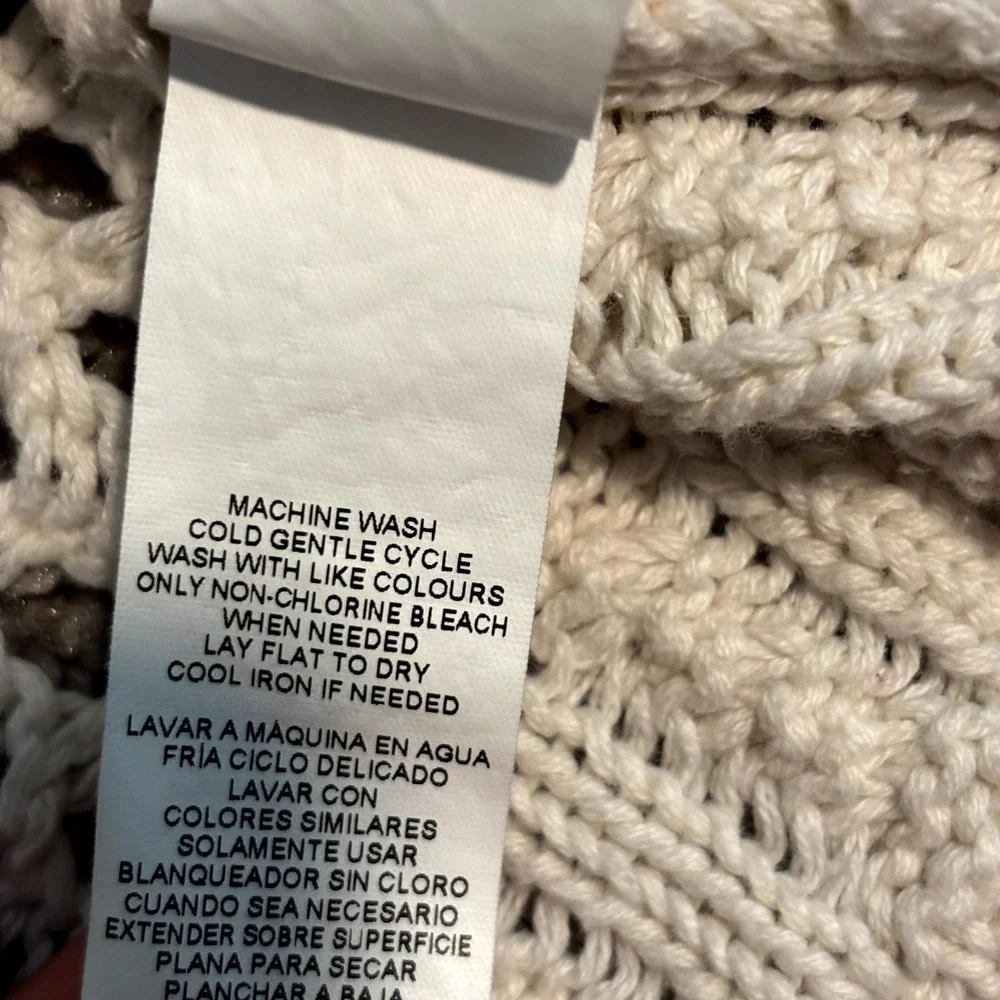 MACHINE WASH
COLD GENTLE CYCLE
WASH WITH LIKE COLOURS
ONLY NON-CHLORINE BLEACH
WHEN NEEDED
LAY FLAT TO DRY
COOL IRON IF NEEDED
LAVAR A MÁQUINA EN AGUA
FRÍA CICLO DELICADO
LAVAR CON
COLORES SIMILARES
SOLAMENTE USAR
BLANQUEADOR SIN CLORO
CUANDO SEA NECESARIO
EXTENDER SOBRE SUPERFICIE
PLANA PARA SECAR
PLANCHAR A BAJA